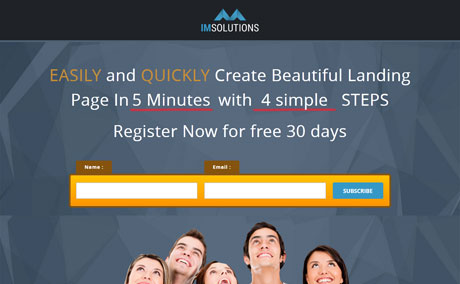 IMSOLUTIONS
EASILY and QUICKLY Create Beautiful Landing
Page In 5 Minutes with 4 simple STEPS
Register Now for free 30 days
Name :
Email :
SUBSCRIBE